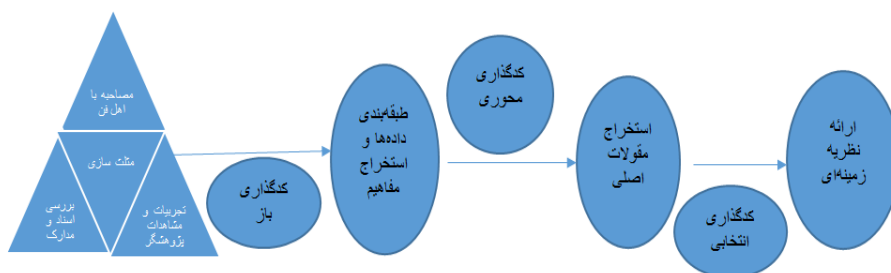 مصاحبه با
اهل فن
مثلث سازی
بررسی
اسناد و
مدارک
تجربیات و
مشاهدات
پژوهشگر
کدگذاری
باز
طبقه‌بندی
داده‌ها و
استخراج
مفاهیم
کدگذاری
محوری
استخراج
مقولات
اصلی
کدگذاری
انتخابی
ارائه
نظریه
زمینه‌ای